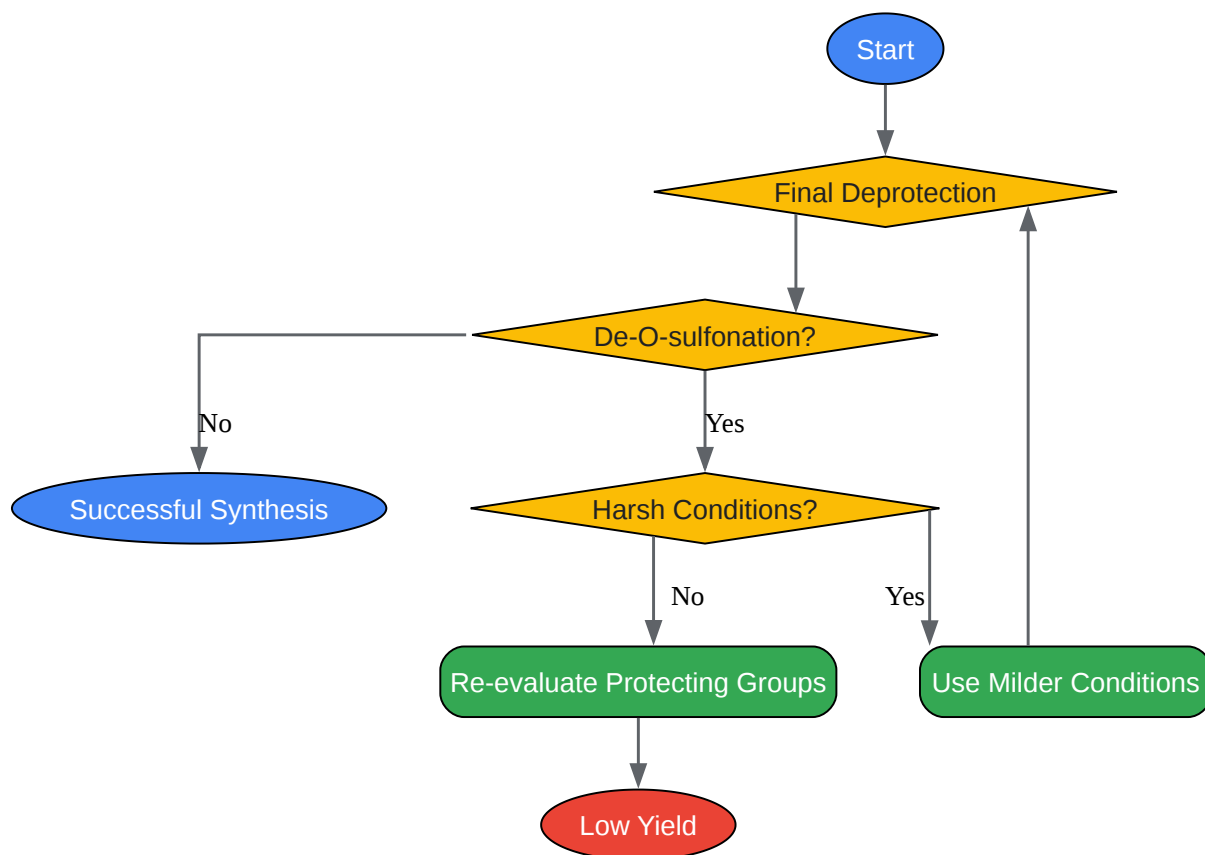 Start
Final Deprotection
De-O-sulfonation?
No
Yes
Successful Synthesis
Harsh Conditions?
No
Yes
Re-evaluate Protecting Groups
Use Milder Conditions
Low Yield